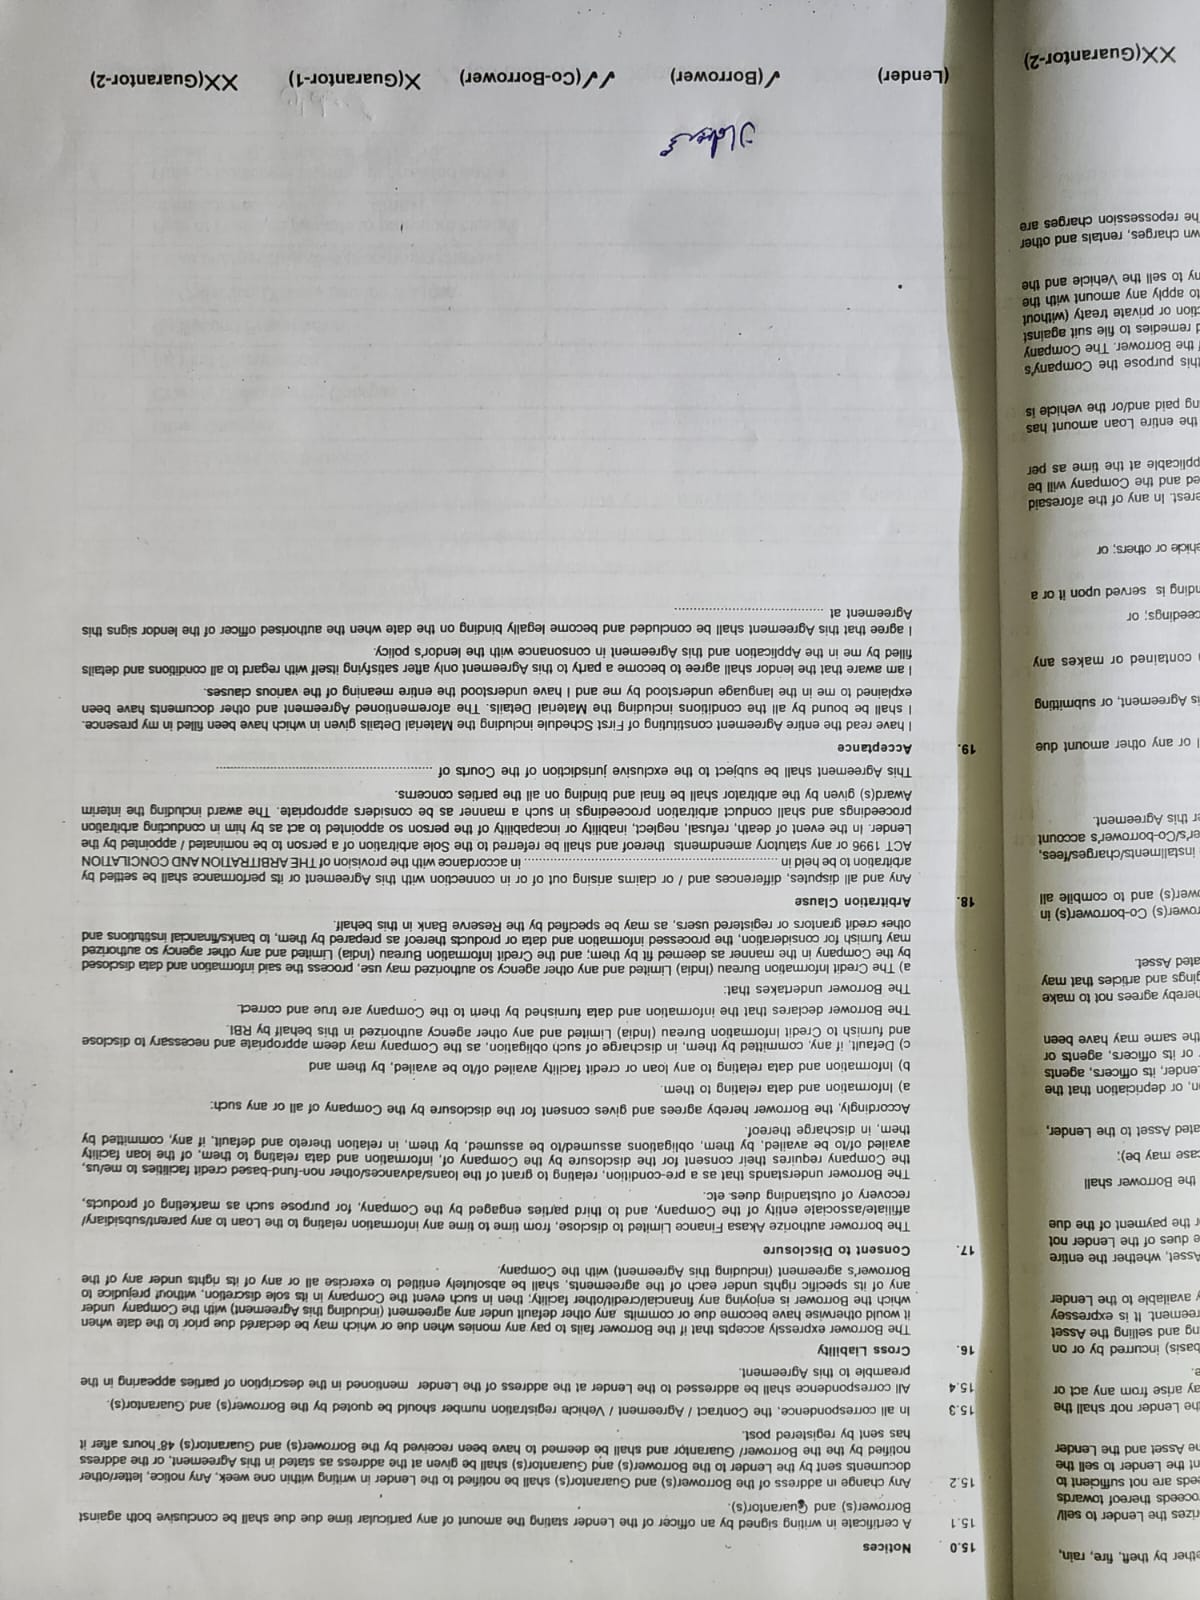 ether by theft, fire, rain,
rizes the Lender to sell/
oceeds thereof towards
eeds are not sufficient to
nt the Lender to sell the
ne Asset and the Lender
he Lender notr shall the
ay arise from any act or
e.
basis) incurred by or on
ng and selling the Asset
reement. It is expressey
y available to the Lender
Asset, whether the entire
e dues of the Lender not
r the payment of the due
the Borrower shall
case may be);
ated Asset to the Lender,
on, or depriciation that the
Lender, its officers, agents
or its officers, agents or
the same may have been
hereby agrees not to make
gings and articles that may
ated Asset.
rower(s) Co-borrower(s) in
ower(s) and to combile all
installments/charges/fees,
er's/Co-borrower's account
er this Agreement.
l or any other amount due
is Agreement, or submitting
contained or makes any
ceedings; or
nding is served upon it or a
ehicle or others; or
erest. In any of the aforesaid
ed and the Company will be
pplicable at the time as per
the entire Loan amount has
ng paid and/or the vehicle is
this purpose the Company's
f the Borrower. The Company
d remedies to file suit against
ction or private treaty (without
to apply any amount with the
ny to sell the Vehicle and the
wn charges, rentals and other
The repossession charges are
XX(Guarantor-2)
15.0 Notices
15.1 A certificate in writing signed by an officer of the Lender stating the amount of any particular time due due shall be conclusive both against
Borrower(s) and Guarantor(s).
15.2 Any change in address of the Borrower(s) and Guarantor(s) shall be notified to the Lender in writing within one week, Any notice, letter/other
documents sent by the Lender to the Borrower(s) and Guarantor(s) shall be given at the address as stated in this Agreement, or the address
notified by the the Borrower/ Guarantor and shall be deemed to have been received by the Borrower(s) and Guarantor(s) 48 hours after it
has sent by registered post.
15.3 In all correspondence, the Contract / Agreement / Vehicle registration number should be quoted by the Borrower(s) and Guarantor(s).
15.4 All correspondence shall be addressed to the Lender at the address of the Lender mentioned in the description of parties appearing in the
preamble to this Agreement.
16. Cross Liability
The Borrower expressly accepts that if the Borrower fails to pay any monies when due or which may be declared due prior to the date when
it would otherwise have become due or commits any other default under any agreement (including this Agreement) with the Company under
which the Borrower is enjoying any financial/credit/other facility; then in such event the Company in its sole discretion, without prejudice to
any of its specific rights under each of the agreements, shall be absolutely entitled to exercise all or any of its rights under any of the
Borrower's agreement (including this Agreement) with the Company.
17. Consent to Disclosure
The borrower authorize Akasa Finance Limited to disclose, from time to time any information relating to the Loan to any parent/subsidiary/
affiliate/associate entity of the Company, and to third parties engaged by the Company, for purpose such as marketing of products,
recovery of outstanding dues etc.
The Borrower understands that as a pre-condition, relating to grant of the loans/advances/other non-fund-based credit facilities to me/us,
the Company requires their consent for the disclosure by the Company of, information and data relating to them, of the loan facility
availed of/to be availed, by them, obligations assumed/to be assumed, by them, in relation thereto and default, if any, committed by
them, in discharge thereof.
Accordingly, the Borrower hereby agrees and gives consent for the disclosure by the Company of all or any such:
a) Information and data relating to them.
b) Information and data relating to any loan or credit facility availed of/to be availed, by them and
c) Default, if any, committed by them, in discharge of such obligation, as the Company may deem appropriate and necessary to disclose
and furnish to Credit Information Bureau (India) Limited and any other agency authorized in this behalf by RBI.
The Borrower declares that the information and data furnished by them to the Company are true and correct.
The Borrower undertakes that:
a) The Credit Information Bureau (India) Limited and any other agency so authorized may use, process the said information and data disclosed
by the Company in the manner as deemed fit by them; and the Credit Information Bureau (India) Limited and any other agency so authorized
may furnish for consideration, the processed information and data or products thereof as prepared by them, to banks/financial institutions and
other credit grantors or registered users, as may be specified by the Reserve Bank in this behalf.
18. Arbitration Clause
Any and all disputes, differences and / or claims arising out of or in connection with this Agreement or its performance shall be settled by
arbitration to be held in .............................................................. in accordance with the provision of THE ARBITRATION AND CONCILATION
ACT 1996 or any statutory amendments thereof and shall be referred to the Sole arbitration of a person to be nominated / appointed by the
Lender. In the event of death, refusal, neglect, inability or incapability of the person so appointed to act as by him in conducting arbitration
proceedings and shall conduct arbitration proceedings in such a manner as be considers appropriate. The award including the interim
Award(s) given by the arbitrator shall be final and binding on all the parties concerns.
This Agreement shall be subject to the exclusive jurisdiction of the Courts of ............................................................
19. Acceptance
I have read the entire Agreement constituting of First Schedule including the Material Details given in which have been filled in my presence.
I shall be bound by all the conditions including the Material Details. The aforementioned Agreement and other documents have been
explained to me in the language understood by me and I have understood the entire meaning of the various clauses.
I am aware that the lendor shall agree to become a party to this Agreement only after satisfying itself with regard to all conditions and details
filled by me in the Application and this Agreement in consonance with the lendor's policy.
I agree that this Agreement shall be concluded and become legally binding on the date when the authorised officer of the lendor signs this
Agreement at ......................................
(Lender) ✓(Borrower) ✓✓(Co-Borrower) X(Guarantor-1) XX(Guarantor-2)